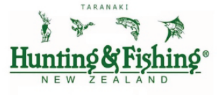 TARANAKI
Hunting & Fishing®
NEW ZEALAND